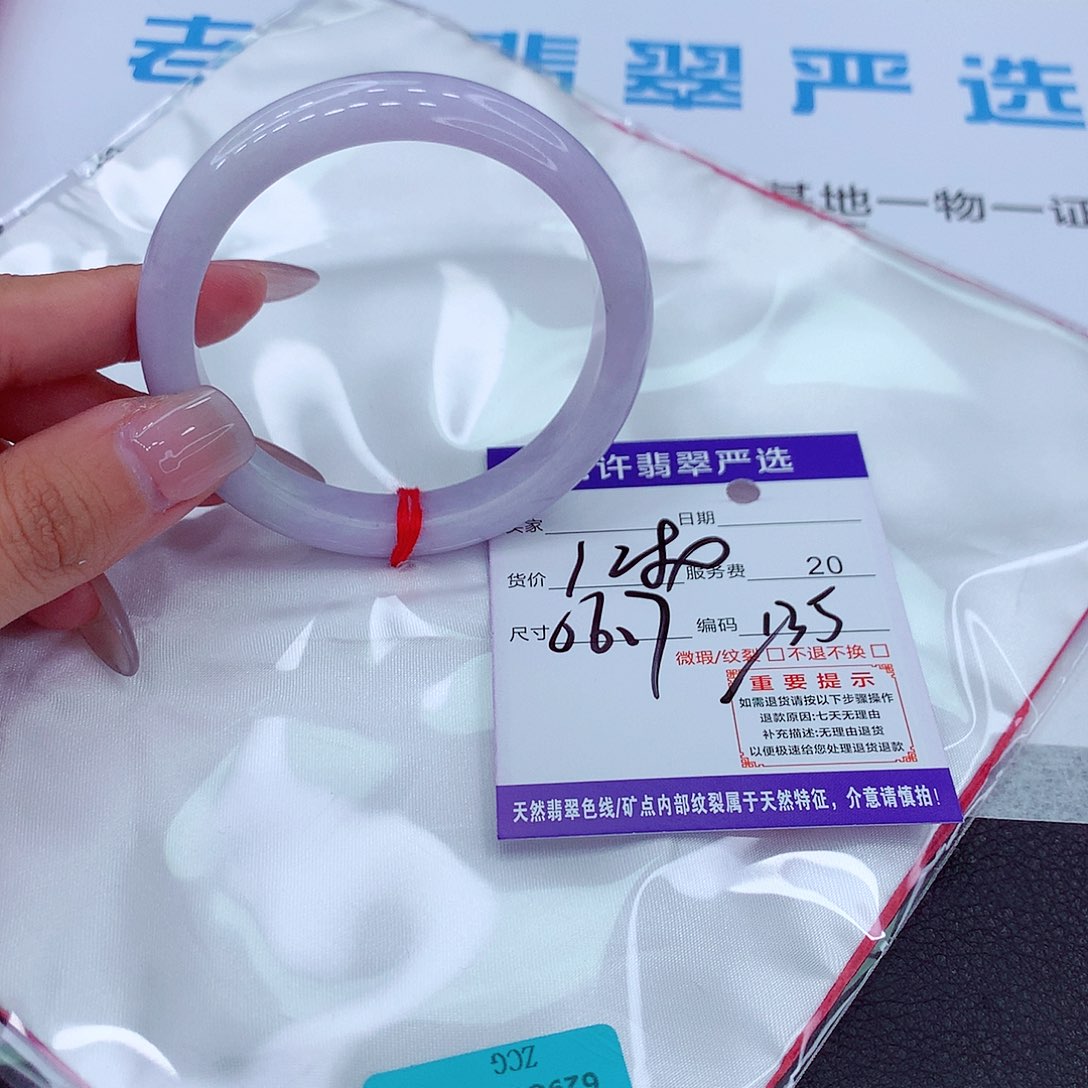 老 翡翠严选
基地一物一证
许翡翠严选
家 日期
货价 1280 服务费 20
尺寸 66.7 编码 135
微瑕/纹裂 □ 不退不换 □
重要提示
如需退货请按以下步骤操作
退款原因:七天无理由
补充描述:无理由退货
以便极速给您处理退货退款
天然翡翠色线/矿点内部纹裂属于天然特征，介意请慎拍！
ZCG